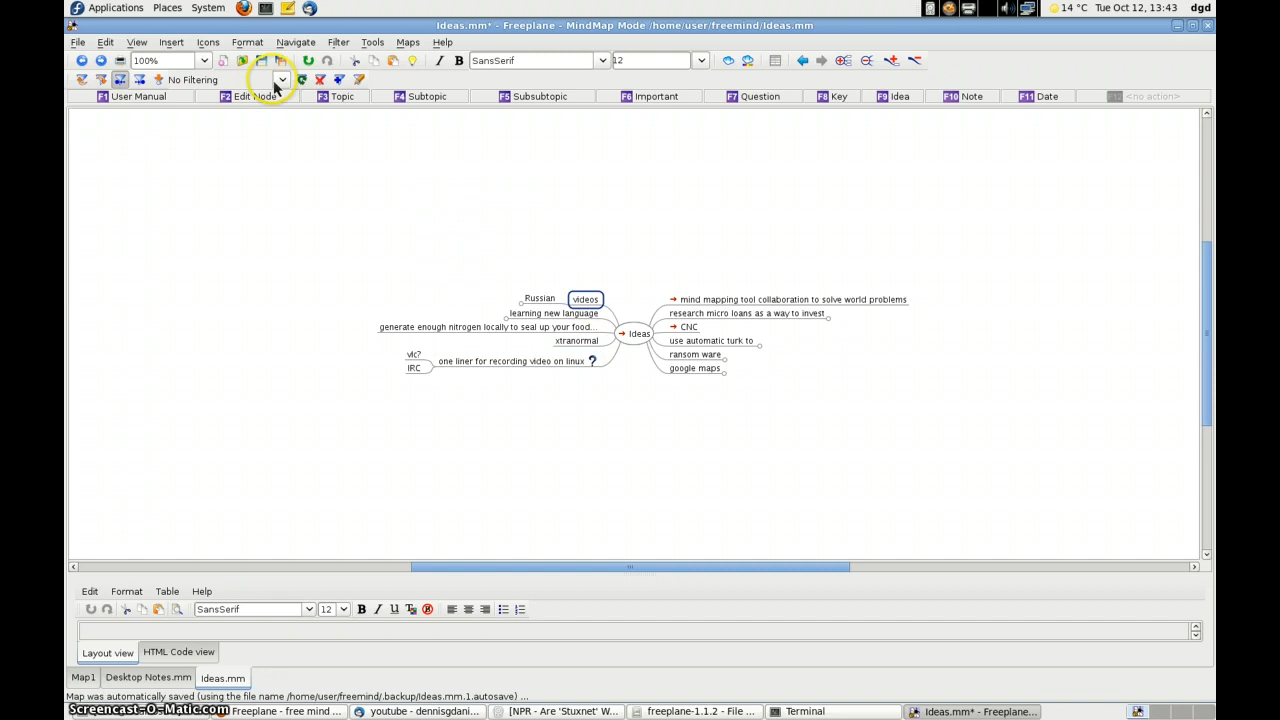 Applications Places System 14 °C Tue Oct 12, 13:43 dgd
Ideas.mm* - Freeplane - MindMap Mode /home/user/freemind/Ideas.mm
File Edit View Insert Icons Format Navigate Filter Tools Maps Help
100% SansSerif 12
No Filtering
F1 User Manual F2 Edit Node F3 Topic F4 Subtopic F5 Subsubtopic F6 Important F7 Question F8 Key F9 Idea F10 Note F11 Date F12 <no action>
Russian videos
learning new language
generate enough nitrogen locally to seal up your food...
xtranormal
vlc?
IRC
one liner for recording video on linux ?
Ideas
mind mapping tool collaboration to solve world problems
research micro loans as a way to invest
CNC
use automatic turk to
ransom ware
google maps
Edit Format Table Help
SansSerif 12
Layout view HTML Code view
Map1 Desktop Notes.mm Ideas.mm
Map was automatically saved (using the file name /home/user/freemind/.backup/Ideas.mm.1.autosave) ...
Screencast-O-Matic.com Freeplane - free mind ... youtube - dennisgdani... [NPR - Are 'Stuxnet' W... freeplane-1.1.2 - File ... Terminal Ideas.mm* - Freeplane...